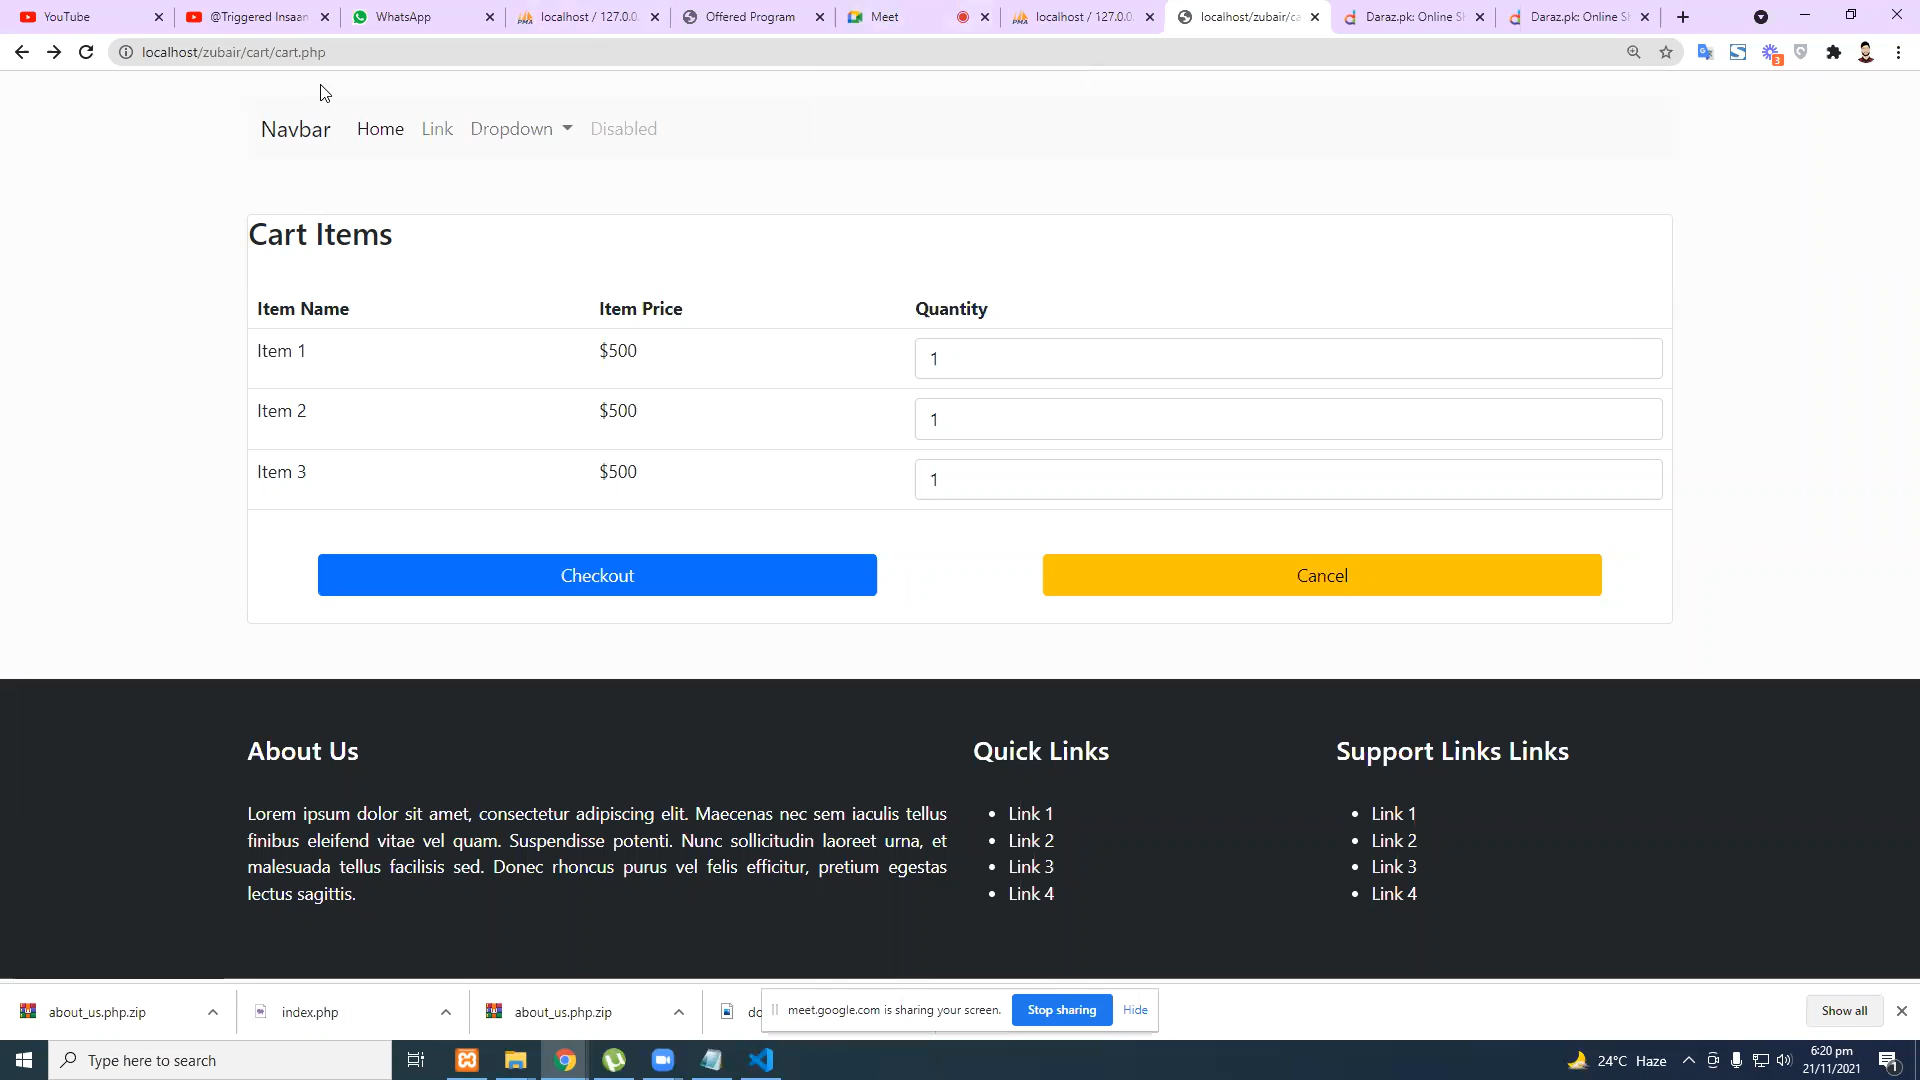 YouTube
@Triggered Insaan
WhatsApp
localhost / 127.0.0.
Offered Program
Meet
localhost / 127.0.0.
localhost/zubair/ca
Daraz.pk: Online Sh
Daraz.pk: Online Sh
localhost/zubair/cart/cart.php
3
Navbar Home Link Dropdown Disabled
Cart Items
Item Name Item Price Quantity
Item 1 $500 1
Item 2 $500 1
Item 3 $500 1
Checkout Cancel
About Us
Lorem ipsum dolor sit amet, consectetur adipiscing elit. Maecenas nec sem iaculis tellus
finibus eleifend vitae vel quam. Suspendisse potenti. Nunc sollicitudin laoreet urna, et
malesuada tellus facilisis sed. Donec rhoncus purus vel felis efficitur, pretium egestas
lectus sagittis.
Quick Links
Link 1
Link 2
Link 3
Link 4
Support Links Links
Link 1
Link 2
Link 3
Link 4
about_us.php.zip
index.php
about_us.php.zip
do
meet.google.com is sharing your screen. Stop sharing Hide
Show all
Type here to search
24°C Haze
6:20 pm
21/11/2021
1